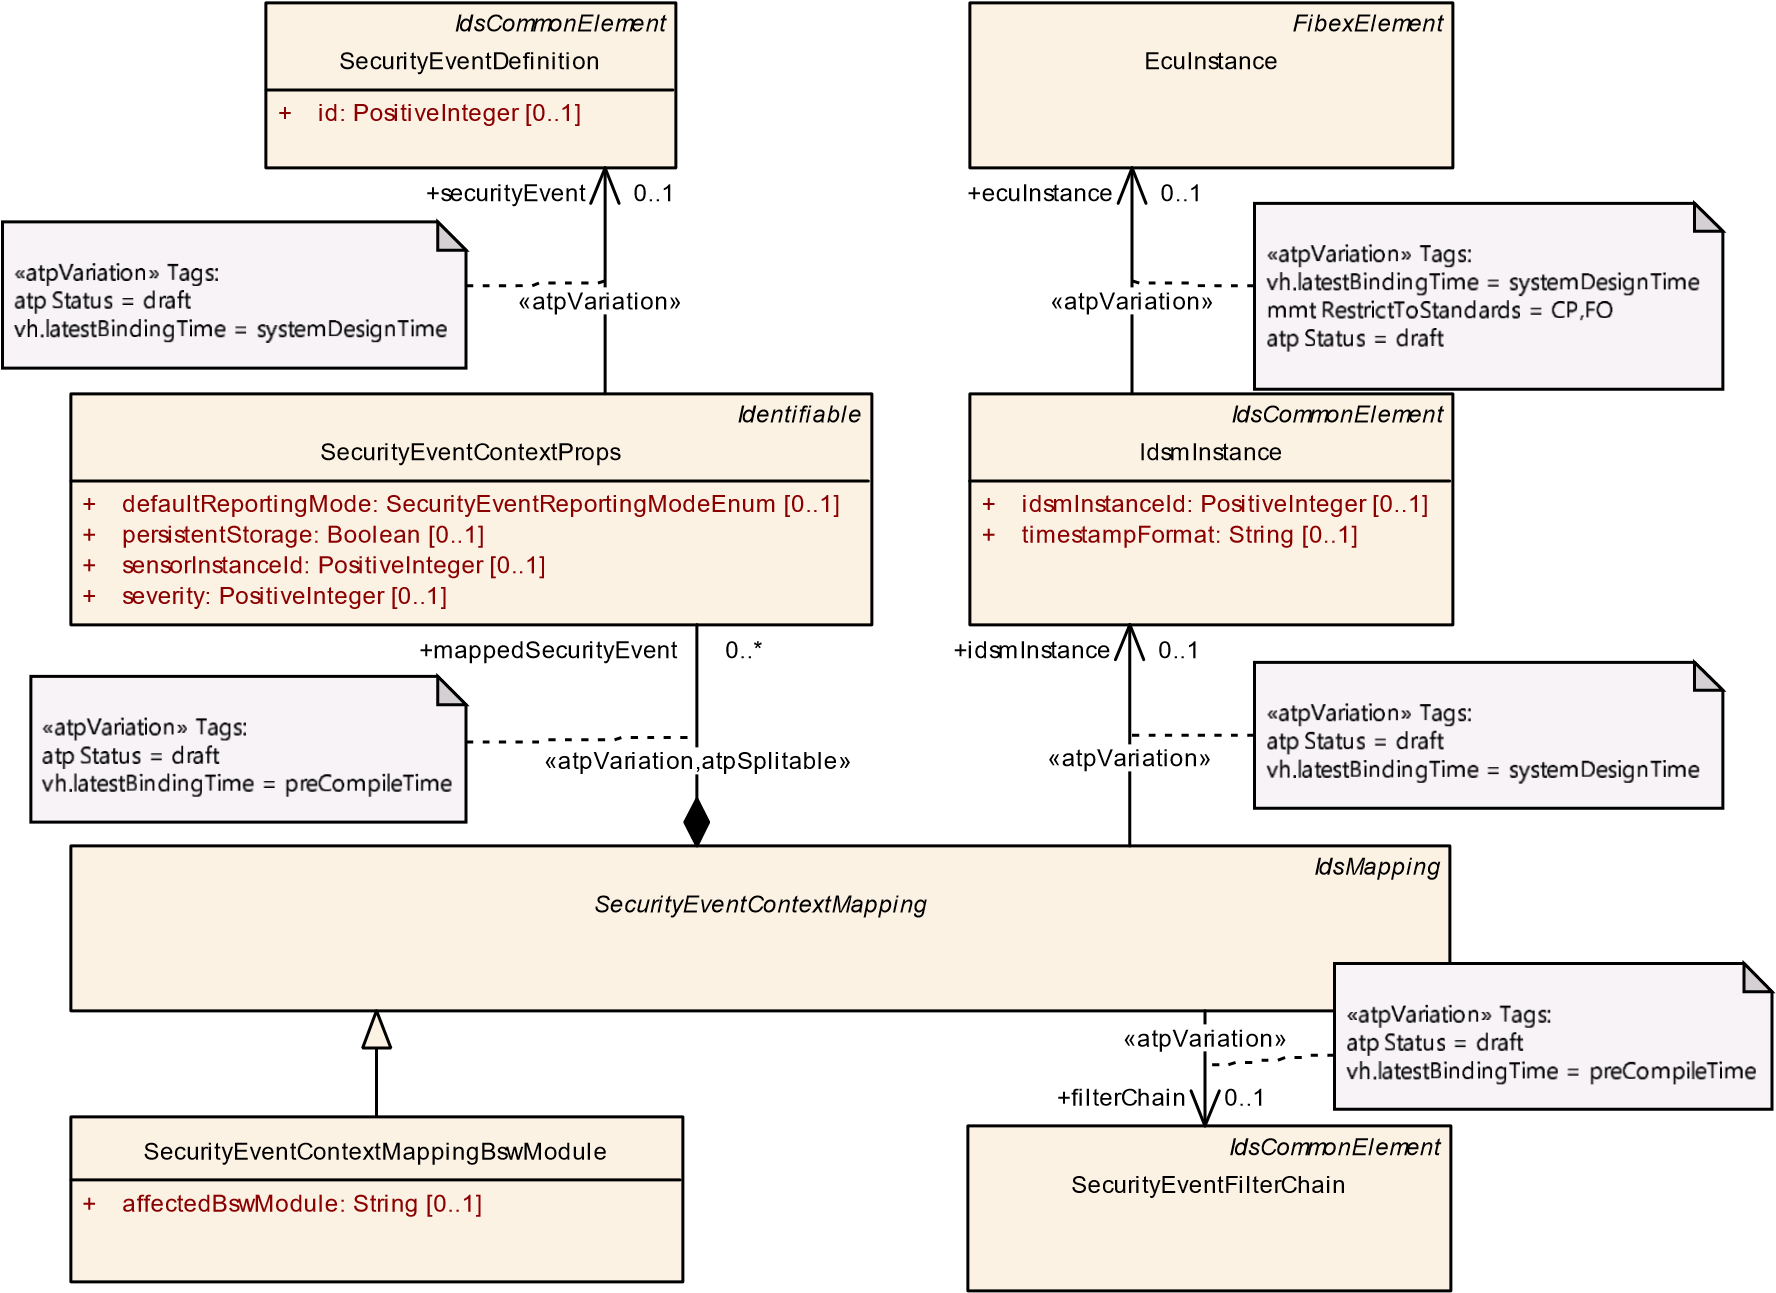 IdsCommonElement
SecurityEventDefinition
+ id: PositiveInteger [0..1]
FibexElement
EcuInstance
+securityEvent 0..1
+ecuInstance 0..1
«atpVariation» Tags:
atp Status = draft
vh.latestBindingTime = systemDesignTime
«atpVariation»
«atpVariation»
«atpVariation» Tags:
vh.latestBindingTime = systemDesignTime
mmt RestrictToStandards = CP,FO
atp Status = draft
Identifiable
SecurityEventContextProps
+ defaultReportingMode: SecurityEventReportingModeEnum [0..1]
+ persistentStorage: Boolean [0..1]
+ sensorInstanceId: PositiveInteger [0..1]
+ severity: PositiveInteger [0..1]
IdsCommonElement
IdsmInstance
+ idsmInstanceId: PositiveInteger [0..1]
+ timestampFormat: String [0..1]
+mappedSecurityEvent 0..*
+idsmInstance 0..1
«atpVariation» Tags:
atp Status = draft
vh.latestBindingTime = preCompileTime
«atpVariation,atpSplitable»
«atpVariation»
«atpVariation» Tags:
atp Status = draft
vh.latestBindingTime = systemDesignTime
IdsMapping
SecurityEventContextMapping
«atpVariation»
«atpVariation» Tags:
atp Status = draft
vh.latestBindingTime = preCompileTime
+filterChain 0..1
SecurityEventContextMappingBswModule
+ affectedBswModule: String [0..1]
IdsCommonElement
SecurityEventFilterChain